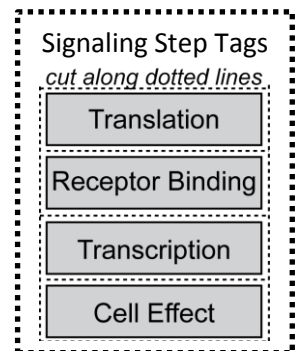 Signaling Step Tags
cut along dotted lines
Translation
Receptor Binding
Transcription
Cell Effect